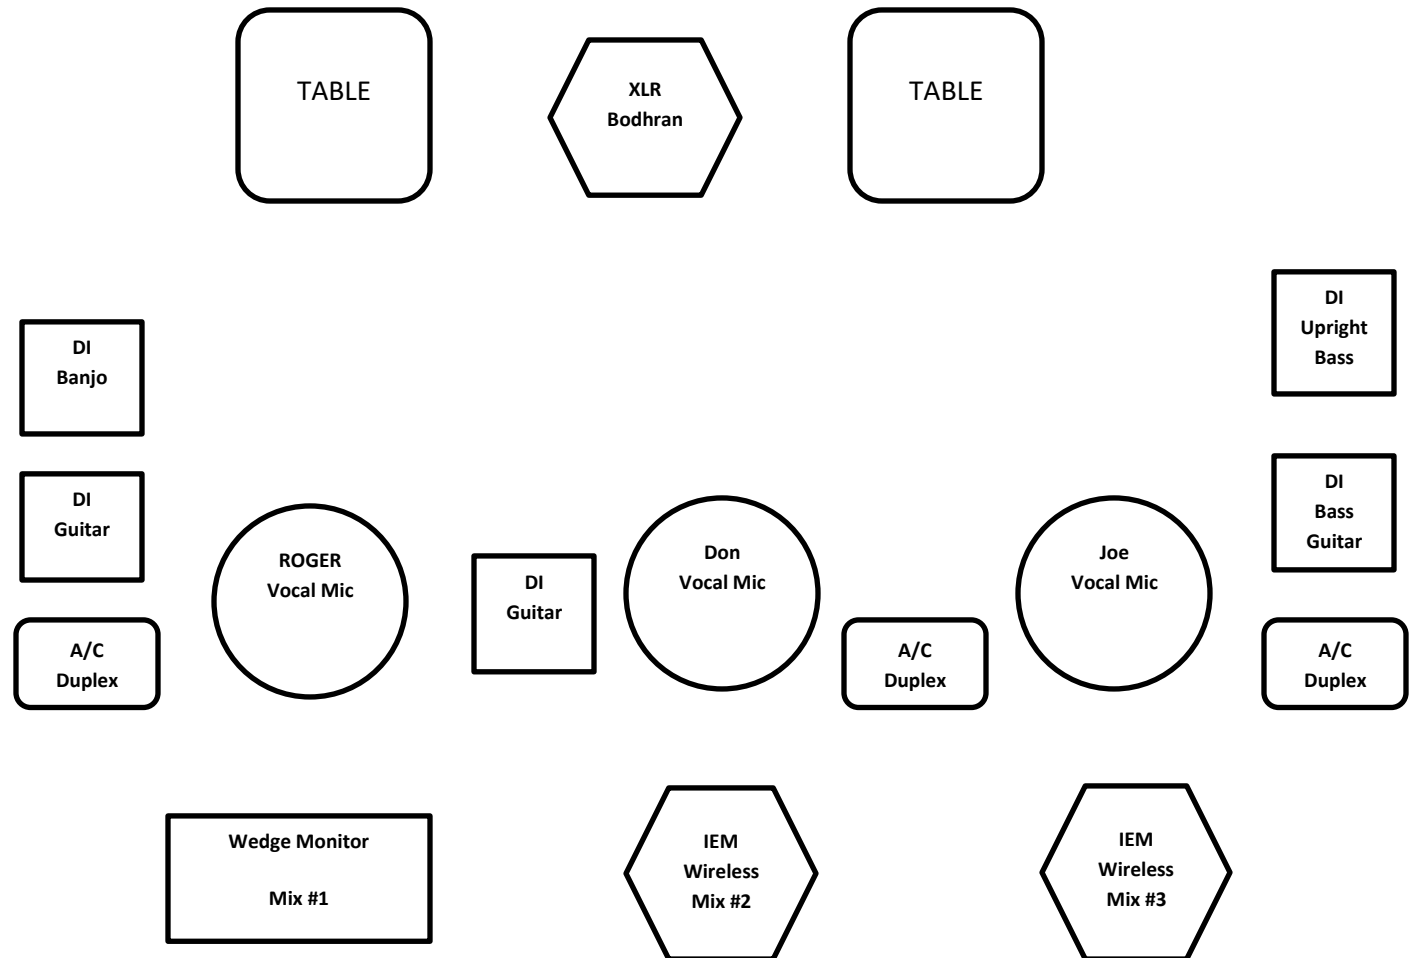 TABLE
XLR
Bodhran
TABLE
DI
Banjo
DI
Upright
Bass
DI
Guitar
ROGER
Vocal Mic
DI
Guitar
Don
Vocal Mic
Joe
Vocal Mic
DI
Bass
Guitar
A/C
Duplex
A/C
Duplex
A/C
Duplex
Wedge Monitor
Mix #1
IEM
Wireless
Mix #2
IEM
Wireless
Mix #3